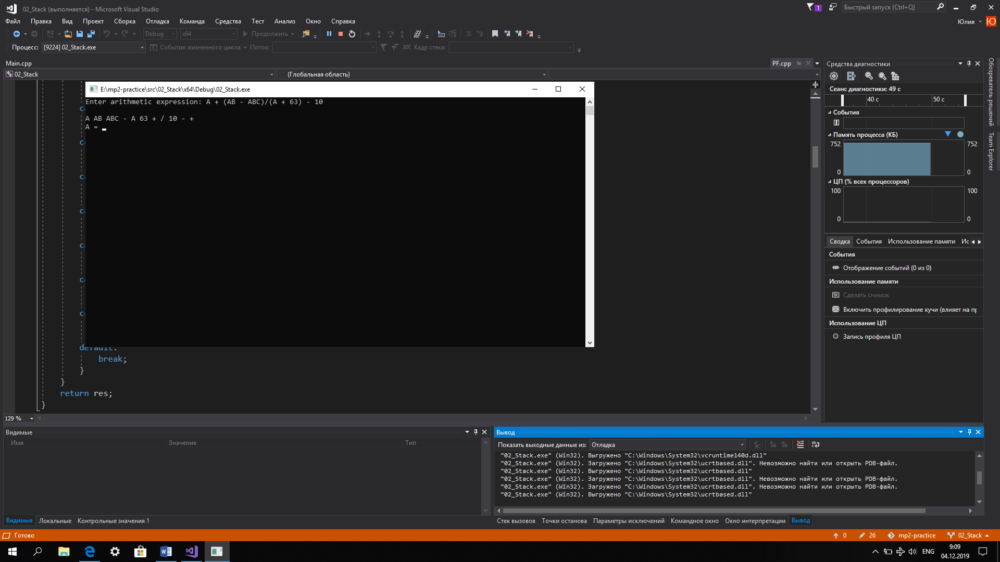 02_Stack (выполняется) - Microsoft Visual Studio
1
Быстрый запуск (Ctrl+Q)
Файл Правка Вид Проект Сборка Отладка Команда Средства Тест Анализ Окно Справка
Юлия Ю
Debug x64 Продолжить
Процесс: [9224] 02_Stack.exe События жизненного цикла Поток: Кадр стека:
Main.cpp PF.cpp
02_Stack (Глобальная область)
E:\mp2-practice\src\02_Stack\x64\Debug\02_Stack.exe
Enter arithmetic expression: A + (AB - ABC)/(A + 63) - 10
A AB ABC - A 63 + / 10 - +
A = _
default:
break;
}
}
return res;
}
129 %
Средства диагностики
Сеанс диагностики: 49 с
40 с 50 с
События
Память процесса (КБ)
752 752
0 0
ЦП (% всех процессоров)
100 100
0 0
Сводка События Использование памяти Ис
События
Отображение событий (0 из 0)
Использование памяти
Сделать снимок
Включить профилирование кучи (влияет на пр
Использование ЦП
Запись профиля ЦП
Обозреватель решений
Team Explorer
Видимые
Имя Значение Тип
Видимые Локальные Контрольные значения 1
Вывод
Показать выходные данные из: Отладка
"02_Stack.exe" (Win32). Выгружено "C:\Windows\System32\vcruntime140d.dll"
"02_Stack.exe" (Win32). Загружено "C:\Windows\System32\ucrtbased.dll". Невозможно найти или открыть PDB-файл.
"02_Stack.exe" (Win32). Выгружено "C:\Windows\System32\ucrtbased.dll"
"02_Stack.exe" (Win32). Загружено "C:\Windows\System32\ucrtbased.dll". Невозможно найти или открыть PDB-файл.
"02_Stack.exe" (Win32). Загружено "C:\Windows\System32\ucrtbased.dll". Невозможно найти или открыть PDB-файл.
"02_Stack.exe" (Win32). Выгружено "C:\Windows\System32\ucrtbased.dll"
Стек вызовов Точки останова Параметры исключений Командное окно Окно интерпретации Вывод
Готово
0 26 mp2-practice 02_Stack
ENG
9:09
04.12.2019